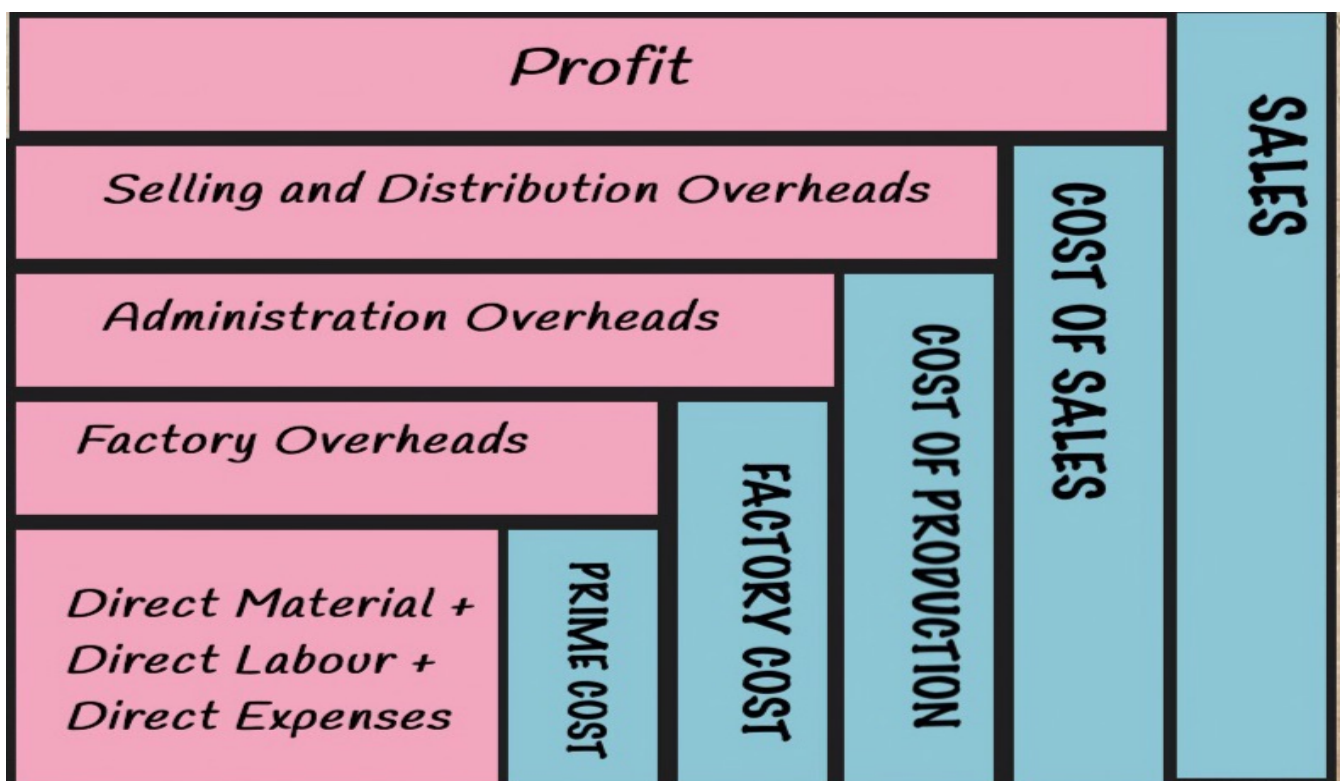 Profit
SALES
Selling and Distribution Overheads
COST OF SALES
Administration Overheads
COST OF PRODUCTION
Factory Overheads
FACTORY COST
Direct Material +
Direct Labour +
Direct Expenses
PRIME COST